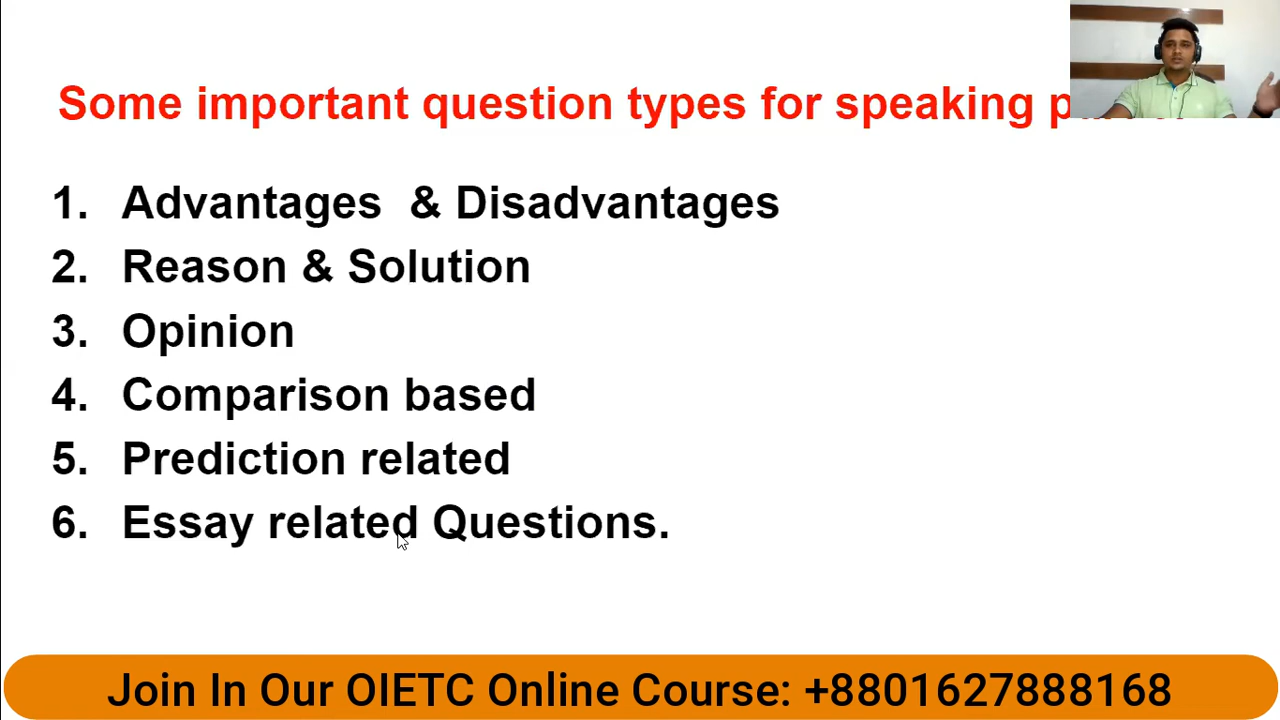 Some important question types for speaking
1. Advantages & Disadvantages
2. Reason & Solution
3. Opinion
4. Comparison based
5. Prediction related
6. Essay related Questions.
Join In Our OIETC Online Course: +8801627888168